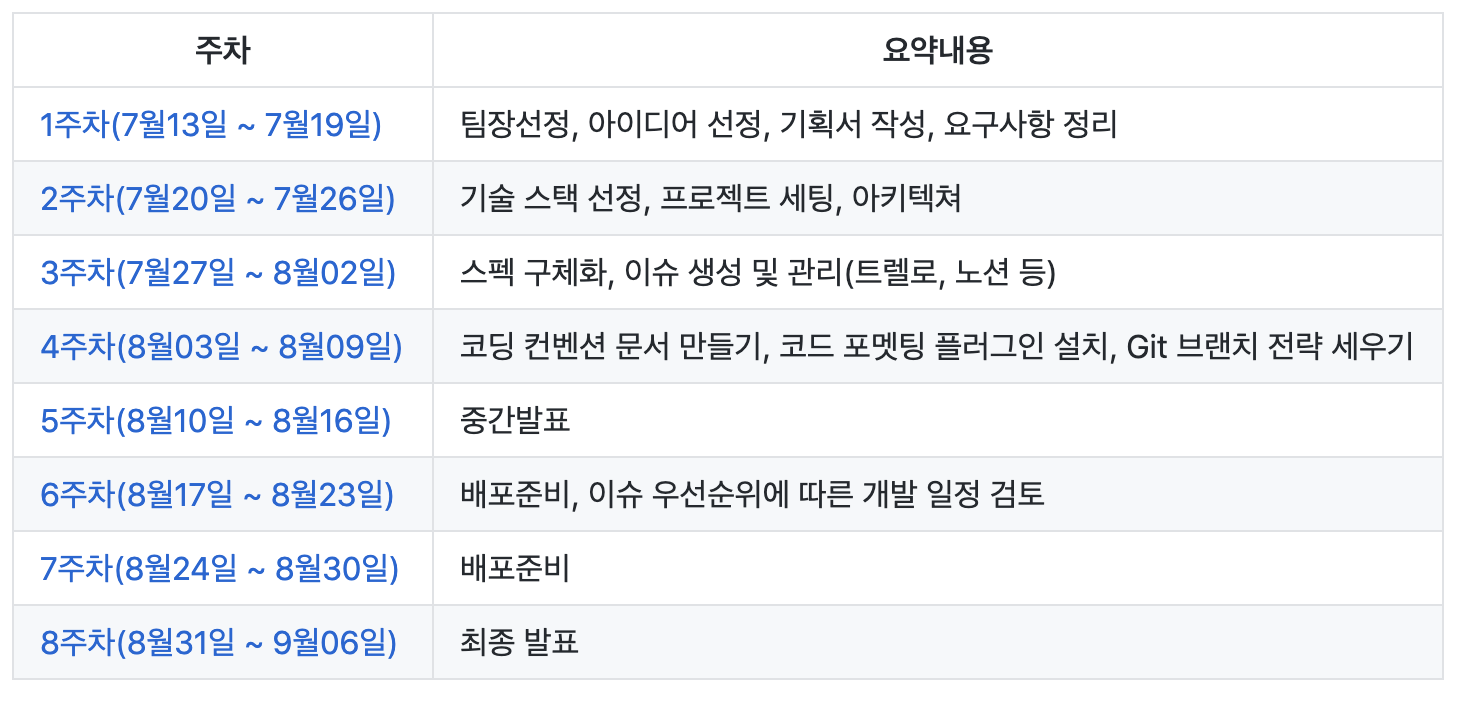 주차 요약내용
1주차(7월13일 ~ 7월19일) 팀장선정, 아이디어 선정, 기획서 작성, 요구사항 정리
2주차(7월20일 ~ 7월26일) 기술 스택 선정, 프로젝트 세팅, 아키텍쳐
3주차(7월27일 ~ 8월02일) 스펙 구체화, 이슈 생성 및 관리(트렐로, 노션 등)
4주차(8월03일 ~ 8월09일) 코딩 컨벤션 문서 만들기, 코드 포멧팅 플러그인 설치, Git 브랜치 전략 세우기
5주차(8월10일 ~ 8월16일) 중간발표
6주차(8월17일 ~ 8월23일) 배포준비, 이슈 우선순위에 따른 개발 일정 검토
7주차(8월24일 ~ 8월30일) 배포준비
8주차(8월31일 ~ 9월06일) 최종 발표